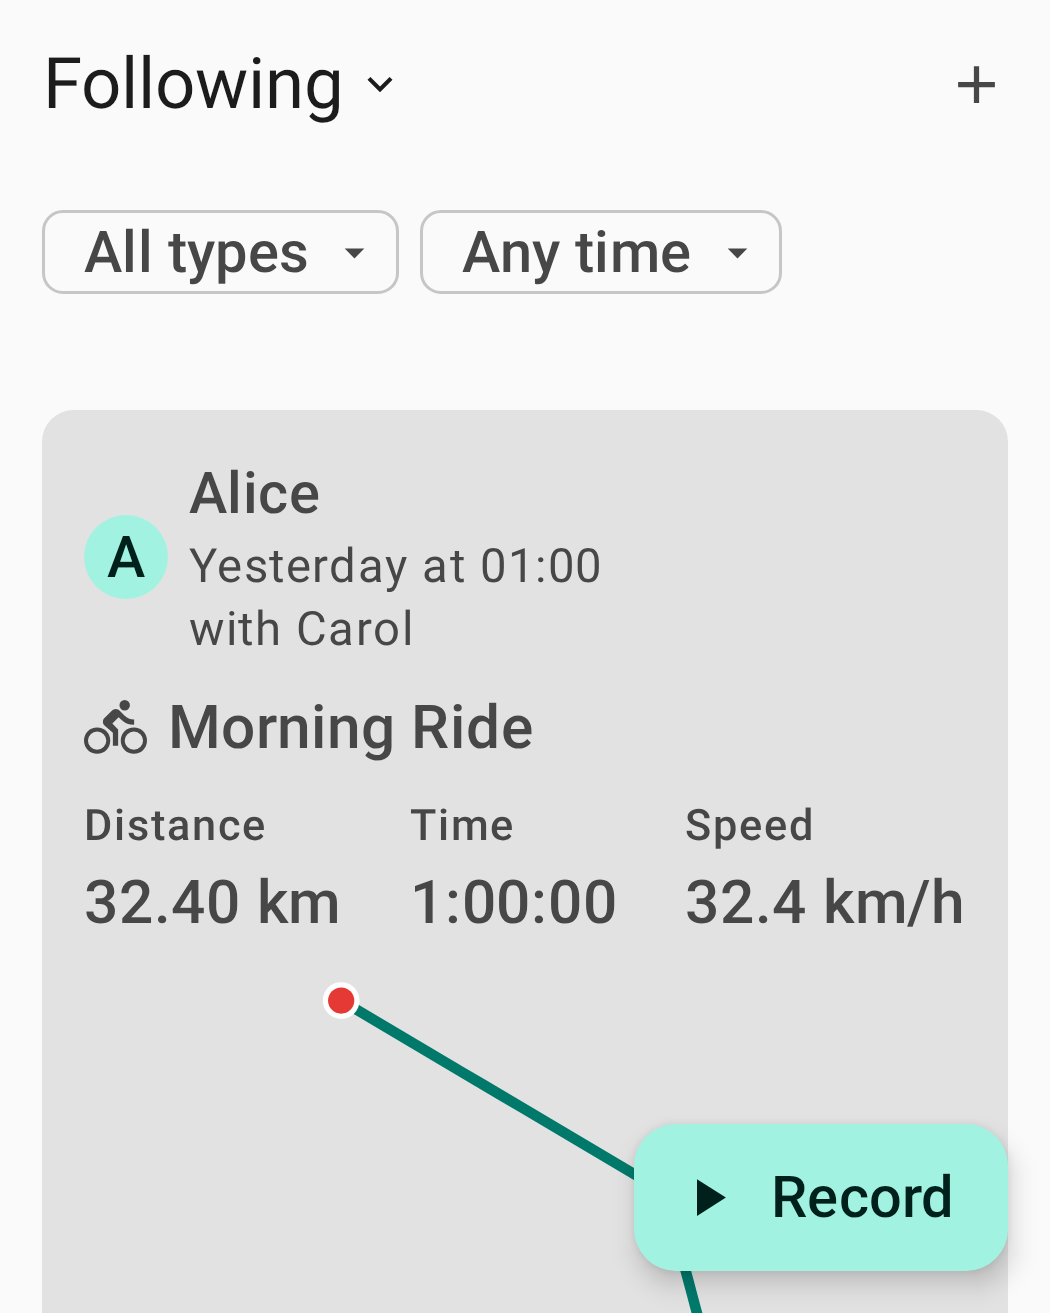 Following
All types
Any time
Alice
A
Yesterday at 01:00
with Carol
Morning Ride
Distance Time Speed
32.40 km 1:00:00 32.4 km/h
Record